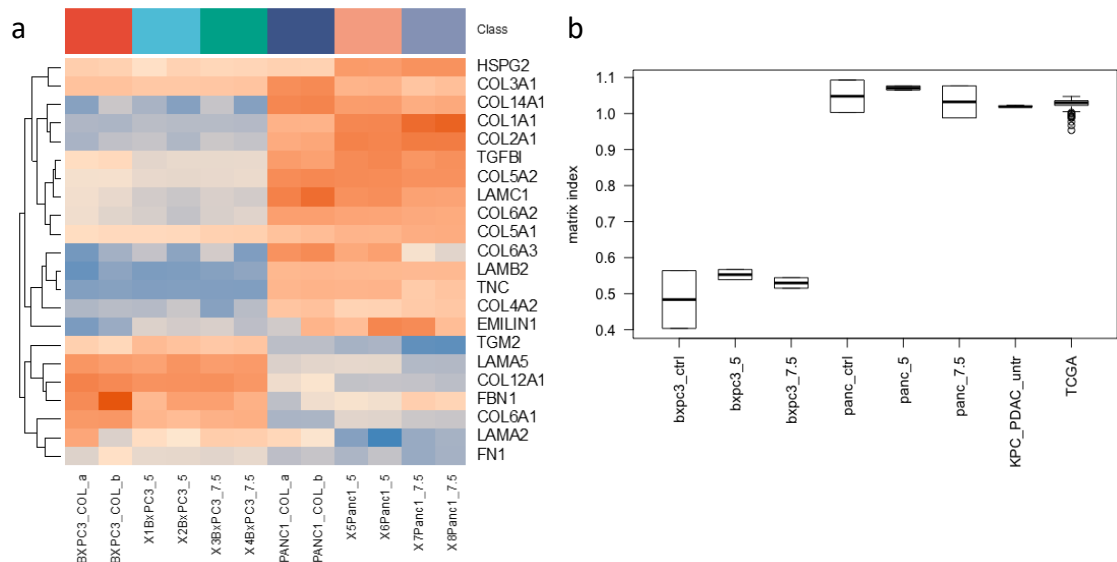 a
Class
HSPG2
COL3A1
COL14A1
COL1A1
COL2A1
TGFBI
COL5A2
LAMC1
COL6A2
COL5A1
COL6A3
LAMB2
TNC
COL4A2
EMILIN1
TGM2
LAMA5
COL12A1
FBN1
COL6A1
LAMA2
FN1
BXPC3_COL_a
BXPC3_COL_b
X1BxPC3_5
X2BxPC3_5
X3BxPC3_7.5
X4BxPC3_7.5
PANC1_COL_a
PANC1_COL_b
X5Panc1_5
X6Panc1_5
X7Panc1_7.5
X8Panc1_7.5
b
matrix index
1.1
1.0
0.9
0.8
0.7
0.6
0.5
0.4
bxpc3_ctrl
bxpc3_5
bxpc3_7.5
panc_ctrl
panc_5
panc_7.5
KPC_PDAC_untr
TCGA